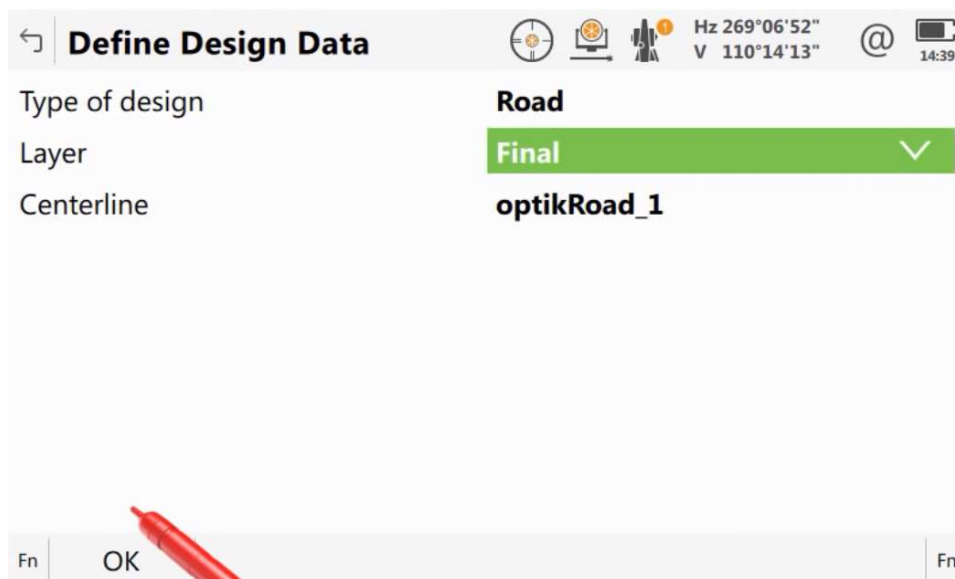 Define Design Data
Hz 269°06'52"
V 110°14'13"
@
14:39
1
Type of design
Road
Layer
Final
Centerline
optikRoad_1
Fn
OK
Fn